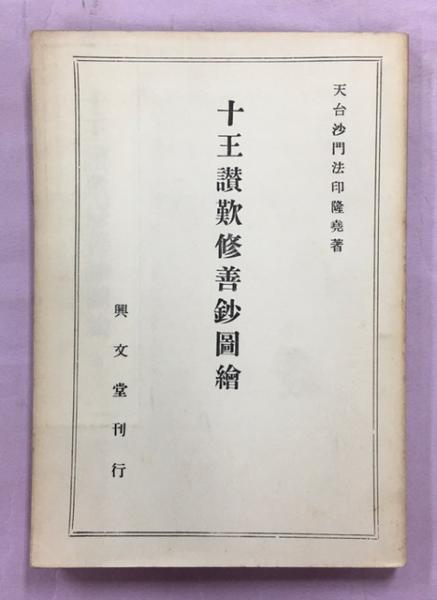 天台沙門法印隆堯著
十王讃歎修善鈔圖繪
興文堂刊行